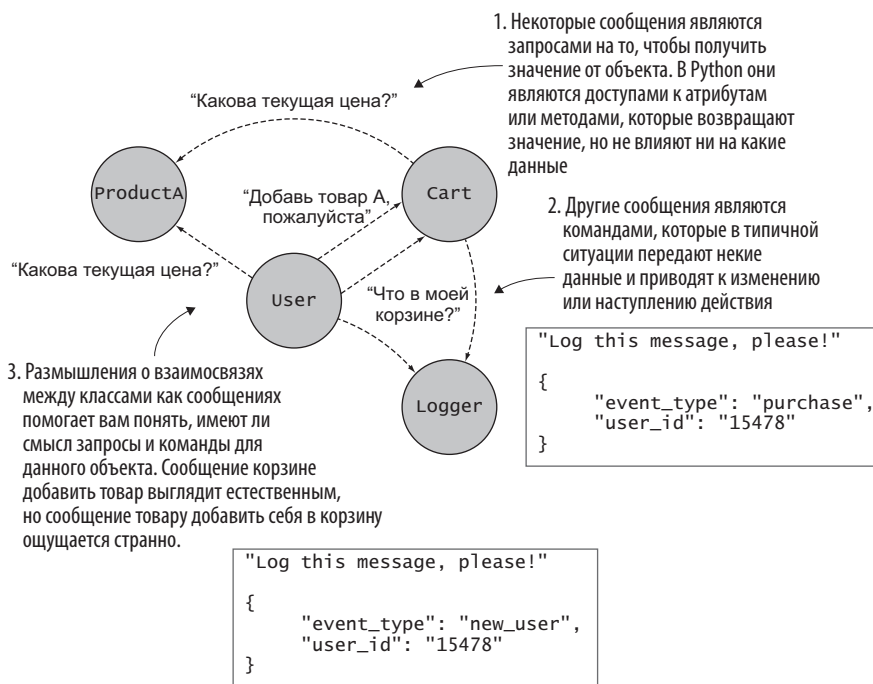 1. Некоторые сообщения являются
запросами на то, чтобы получить
значение от объекта. В Python они
являются доступами к атрибутам
или методами, которые возвращают
значение, но не влияют ни на какие
данные
“Какова текущая цена?”
ProductA
“Добавь товар А,
пожалуйста”
Cart
2. Другие сообщения являются
командами, которые в типичной
ситуации передают некие
данные и приводят к изменению
или наступлению действия
“Какова текущая цена?”
User
“Что в моей
корзине?”
"Log this message, please!"
{
"event_type": "purchase",
"user_id": "15478"
}
3. Размышления о взаимосвязях
между классами как сообщениях
помогает вам понять, имеют ли
смысл запросы и команды для
данного объекта. Сообщение корзине
добавить товар выглядит естественным,
но сообщение товару добавить себя в корзину
ощущается странно.
Logger
"Log this message, please!"
{
"event_type": "new_user",
"user_id": "15478"
}